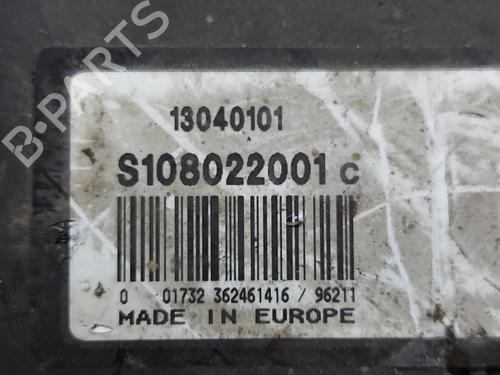 B-PARTS
13040101
S108022001 C
0 01732 362461416 / 96211
MADE IN EUROPE